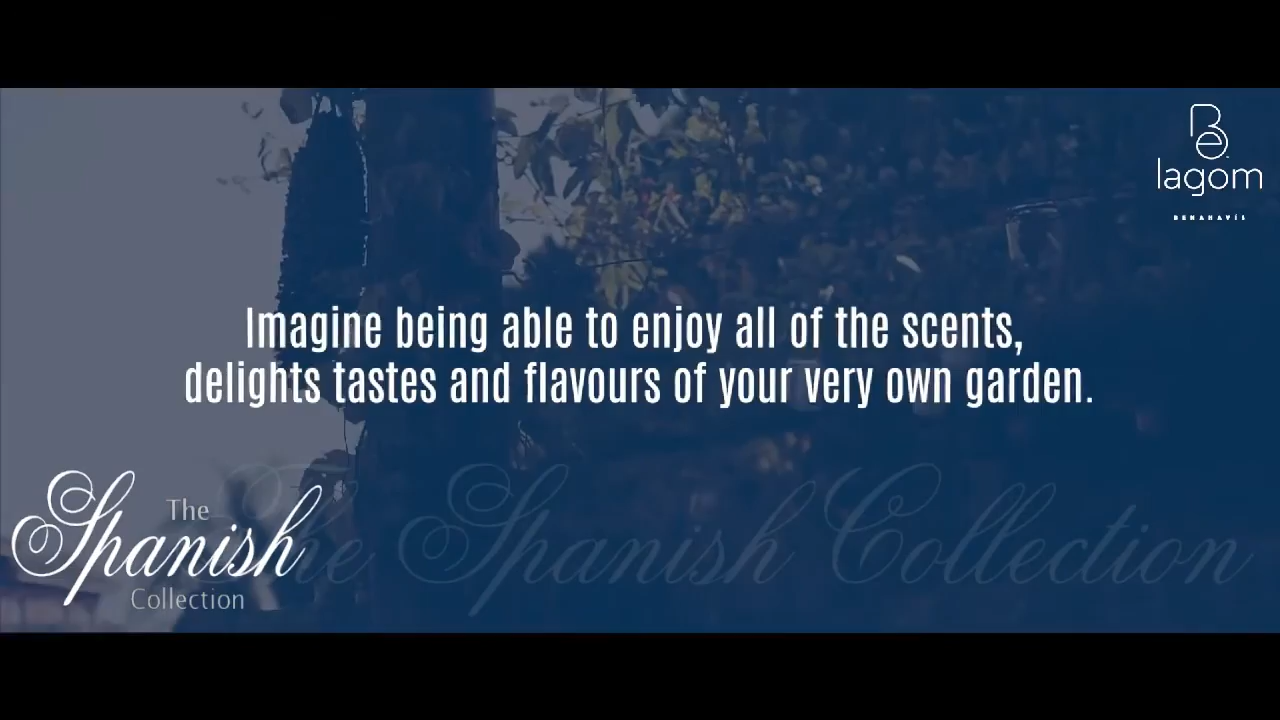 Be
lagom
BENAHAVÍS
Imagine being able to enjoy all of the scents,
delights tastes and flavours of your very own garden.
The
Spanish
Collection
The Spanish Collection